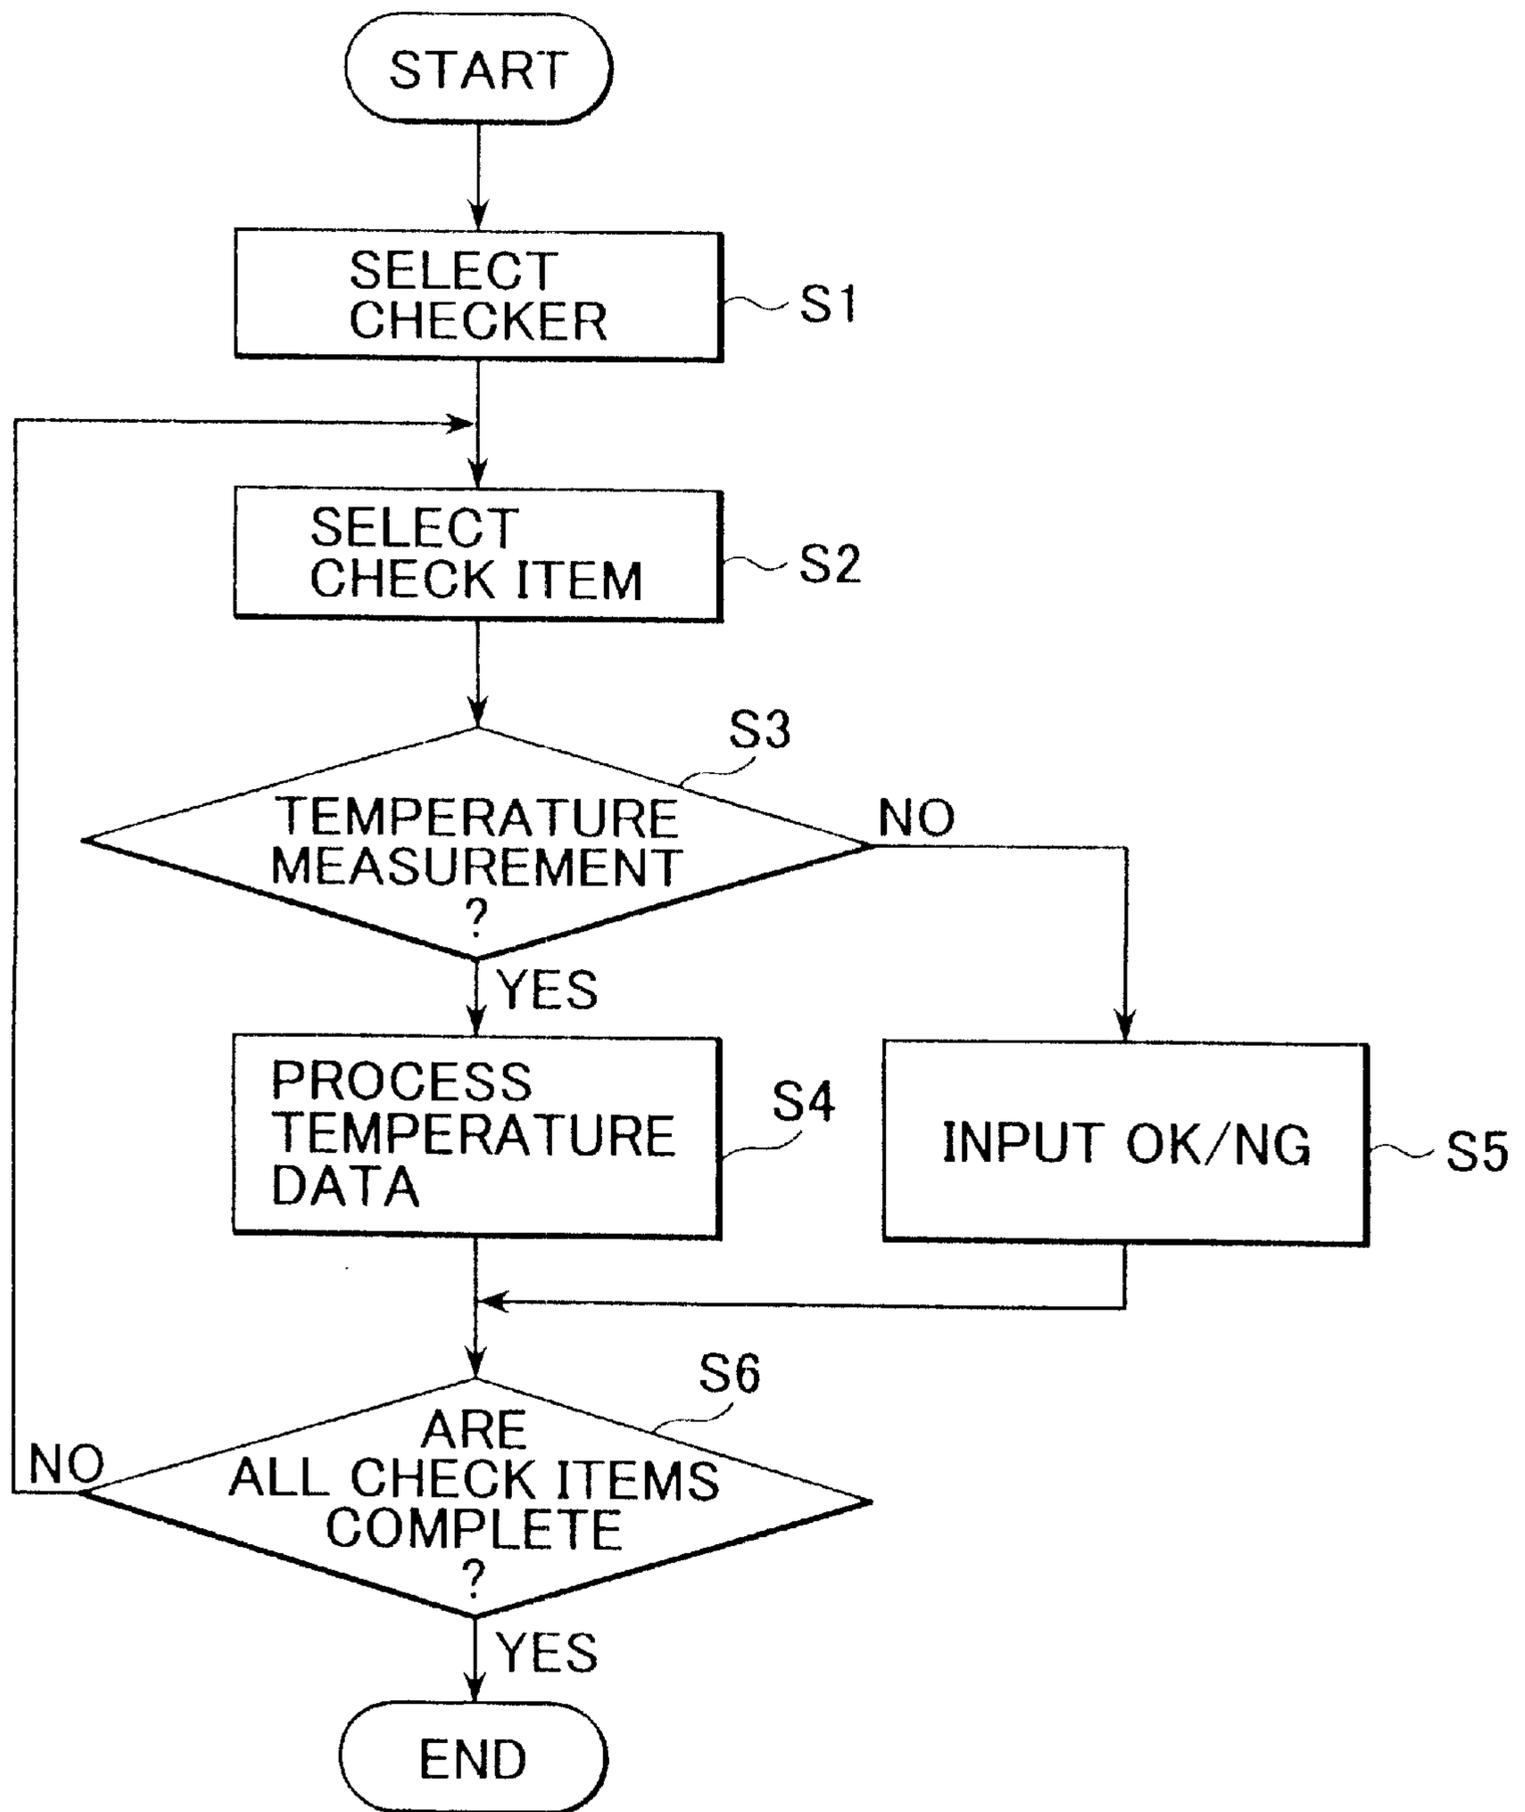 START
SELECT
CHECKER
S1
SELECT
CHECK ITEM
S2
S3
TEMPERATURE
MEASUREMENT
?
NO
YES
PROCESS
TEMPERATURE
DATA
S4
INPUT OK/NG
S5
S6
ARE
ALL CHECK ITEMS
COMPLETE
?
NO
YES
END